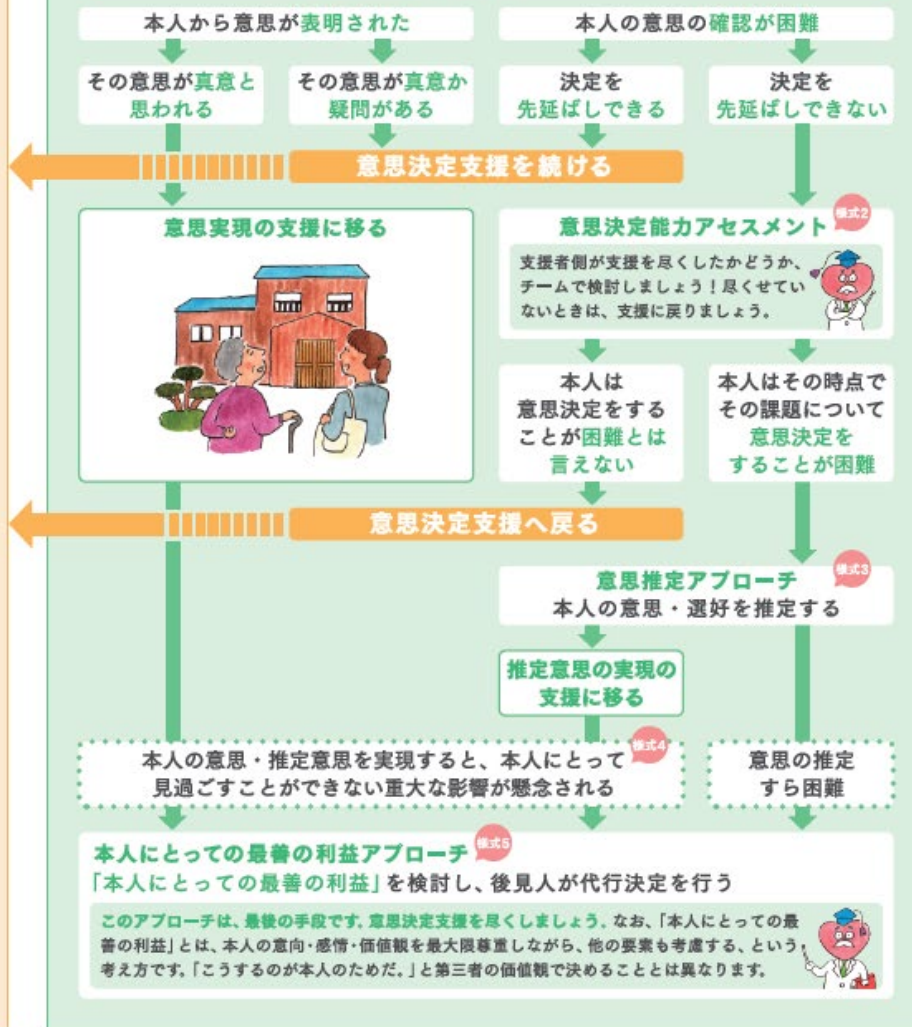 本人から意思が表明された
本人の意思の確認が困難
その意思が真意と
思われる
その意思が真意か
疑問がある
決定を
先延ばしできる
決定を
先延ばしできない
意思決定支援を続ける
意思実現の支援に移る
様式2
意思決定能力アセスメント
支援者側が支援を尽くしたかどうか、
チームで検討しましょう！尽くせてい
ないときは、支援に戻りましょう。
本人は
意思決定をする
ことが困難とは
言えない
本人はその時点で
その課題について
意思決定を
することが困難
意思決定支援へ戻る
様式3
意思推定アプローチ
本人の意思・選好を推定する
推定意思の実現の
支援に移る
様式4
本人の意思・推定意思を実現すると、本人にとって
見過ごすことができない重大な影響が懸念される
意思の推定
すら困難
様式5
本人にとっての最善の利益アプローチ
「本人にとっての最善の利益」を検討し、後見人が代行決定を行う
このアプローチは、最後の手段です。意思決定支援を尽くしましょう。なお、「本人にとっての最
善の利益」とは、本人の意向・感情・価値観を最大限尊重しながら、他の要素も考慮する、という
考え方です。「こうするのが本人のためだ。」と第三者の価値観で決めることとは異なります。